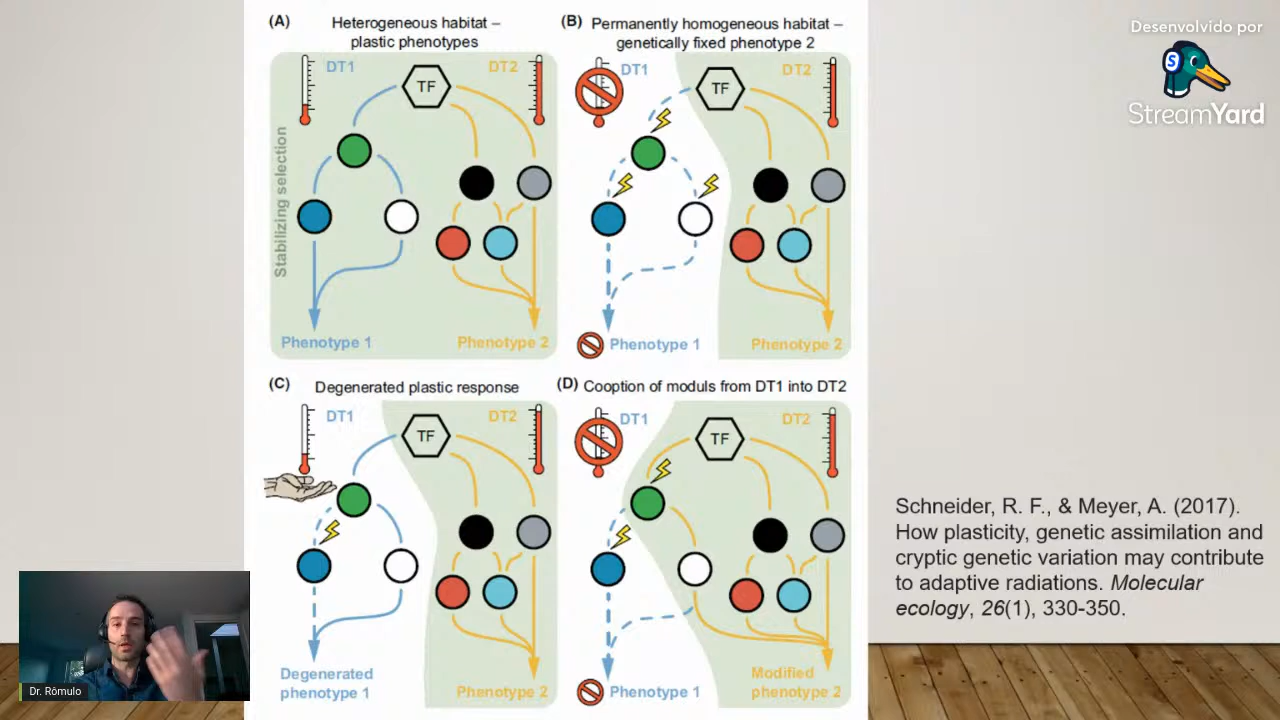 (A) Heterogeneous habitat –
plastic phenotypes
DT1
DT2
TF
Stabilizing selection
Phenotype 1
Phenotype 2
(B) Permanently homogeneous habitat –
genetically fixed phenotype 2
DT1
DT2
TF
Phenotype 1
Phenotype 2
(C) Degenerated plastic response
DT1
DT2
TF
Degenerated
phenotype 1
Phenotype 2
(D) Cooption of moduls from DT1 into DT2
DT1
DT2
TF
Phenotype 1
Modified
phenotype 2
Desenvolvido por
S
StreamYard
Schneider, R. F., & Meyer, A. (2017).
How plasticity, genetic assimilation and
cryptic genetic variation may contribute
to adaptive radiations. Molecular
ecology, 26(1), 330-350.
Dr. Rômulo